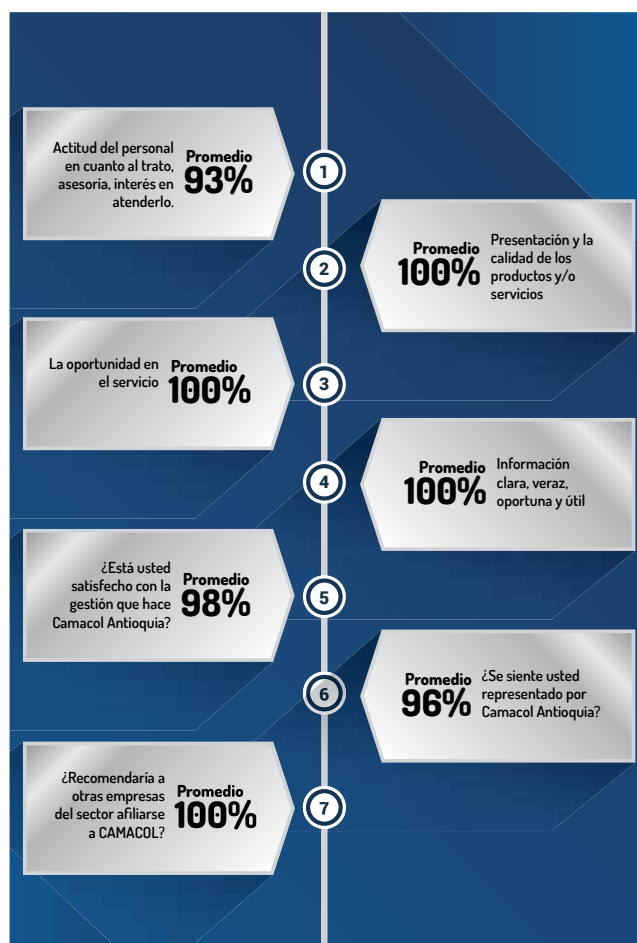 Actitud del personal
en cuanto al trato,
asesoría, interés en
atenderlo.
Promedio
93%
1
2
Promedio
100%
Presentación y la
calidad de los
productos y/o
servicios
La oportunidad en
el servicio
Promedio
100%
3
4
Promedio
100%
Información
clara, veraz,
oportuna y útil
¿Está usted
satisfecho con la
gestión que hace
Camacol Antioquia?
Promedio
98%
5
6
Promedio
96%
¿Se siente usted
representado por
Camacol Antioquia?
¿Recomendaría a
otras empresas
del sector afiliarse
a CAMACOL?
Promedio
100%
7